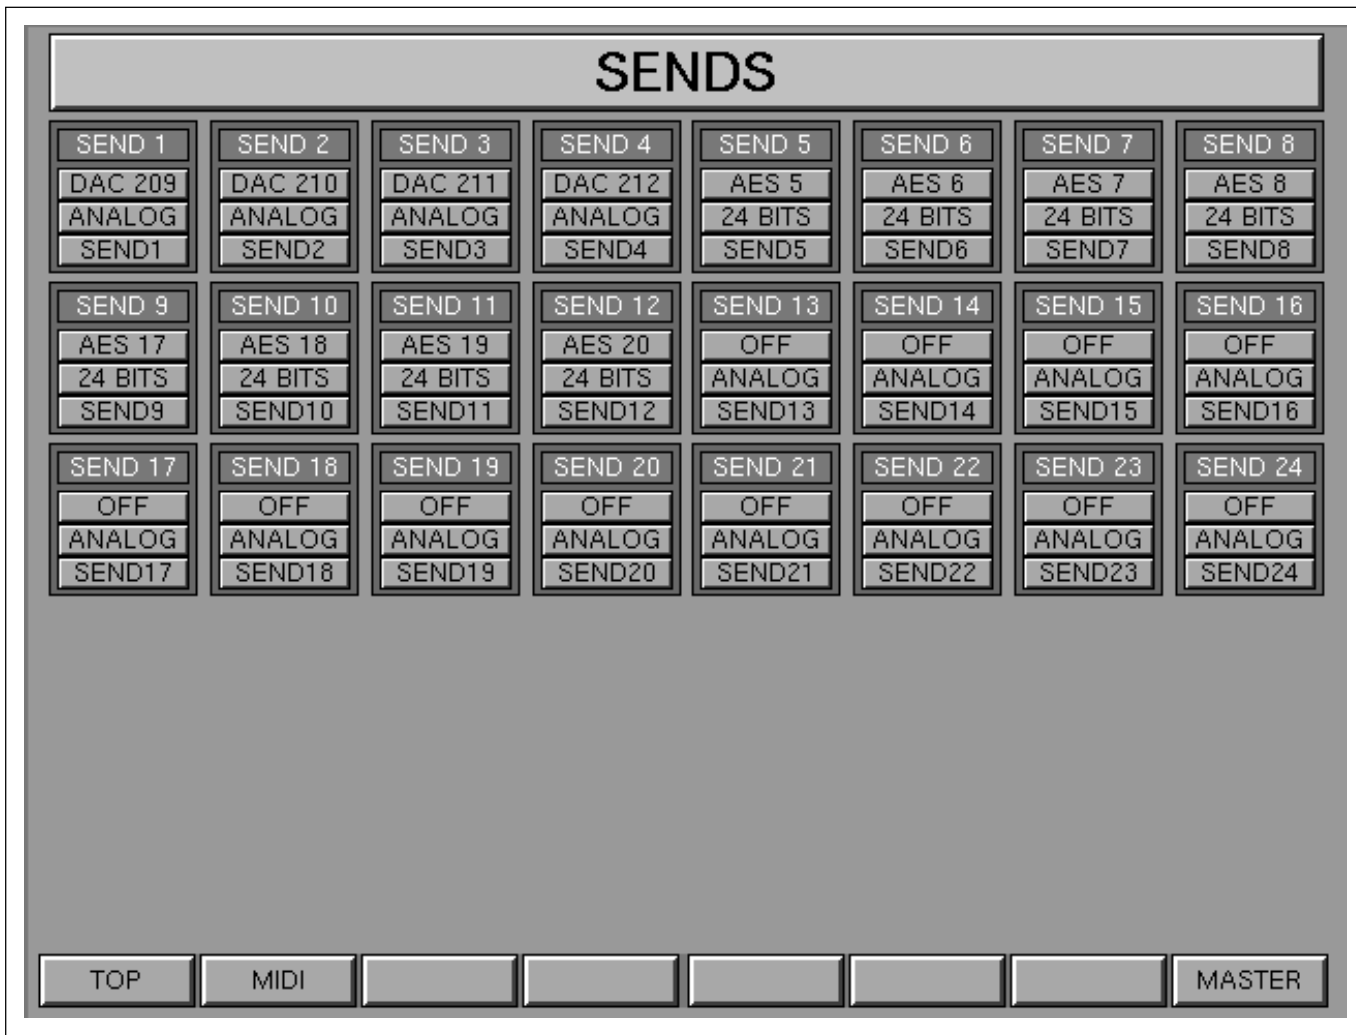 SENDS
SEND 1 SEND 2 SEND 3 SEND 4 SEND 5 SEND 6 SEND 7 SEND 8
DAC 209 DAC 210 DAC 211 DAC 212 AES 5 AES 6 AES 7 AES 8
ANALOG ANALOG ANALOG ANALOG 24 BITS 24 BITS 24 BITS 24 BITS
SEND1 SEND2 SEND3 SEND4 SEND5 SEND6 SEND7 SEND8
SEND 9 SEND 10 SEND 11 SEND 12 SEND 13 SEND 14 SEND 15 SEND 16
AES 17 AES 18 AES 19 AES 20 OFF OFF OFF OFF
24 BITS 24 BITS 24 BITS 24 BITS ANALOG ANALOG ANALOG ANALOG
SEND9 SEND10 SEND11 SEND12 SEND13 SEND14 SEND15 SEND16
SEND 17 SEND 18 SEND 19 SEND 20 SEND 21 SEND 22 SEND 23 SEND 24
OFF OFF OFF OFF OFF OFF OFF OFF
ANALOG ANALOG ANALOG ANALOG ANALOG ANALOG ANALOG ANALOG
SEND17 SEND18 SEND19 SEND20 SEND21 SEND22 SEND23 SEND24
TOP MIDI MASTER